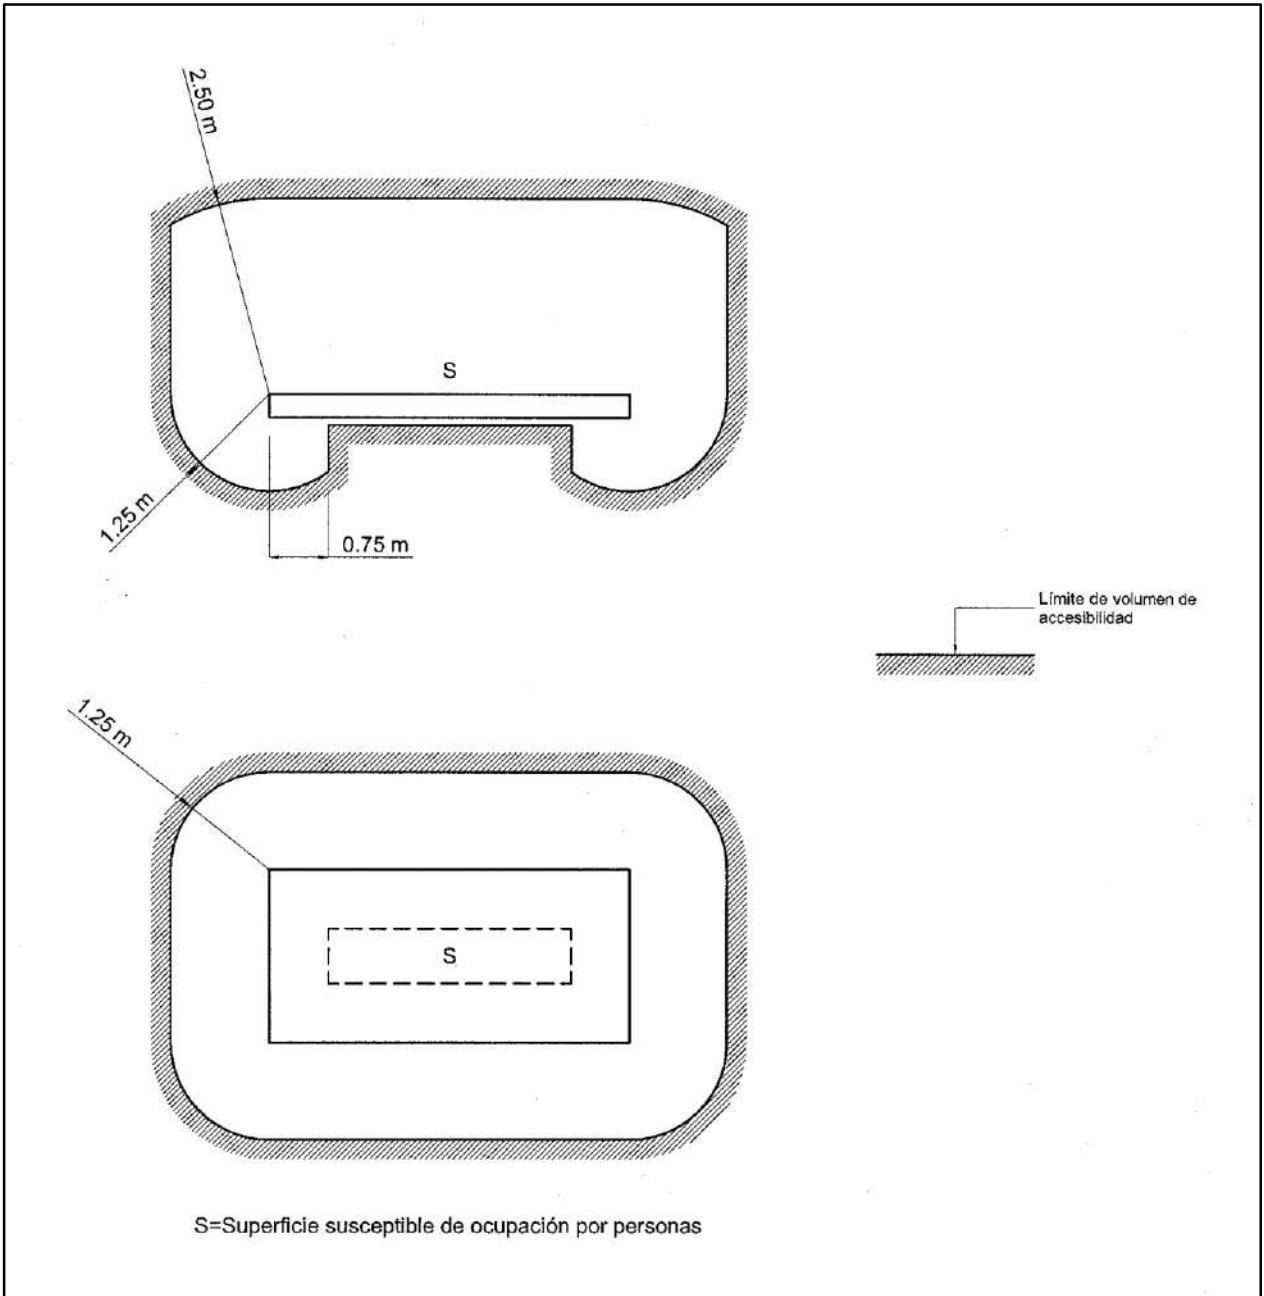 2.50 m
S
1.25 m
0.75 m
Límite de volumen de
accesibilidad
1.25 m
S
S=Superficie susceptible de ocupación por personas